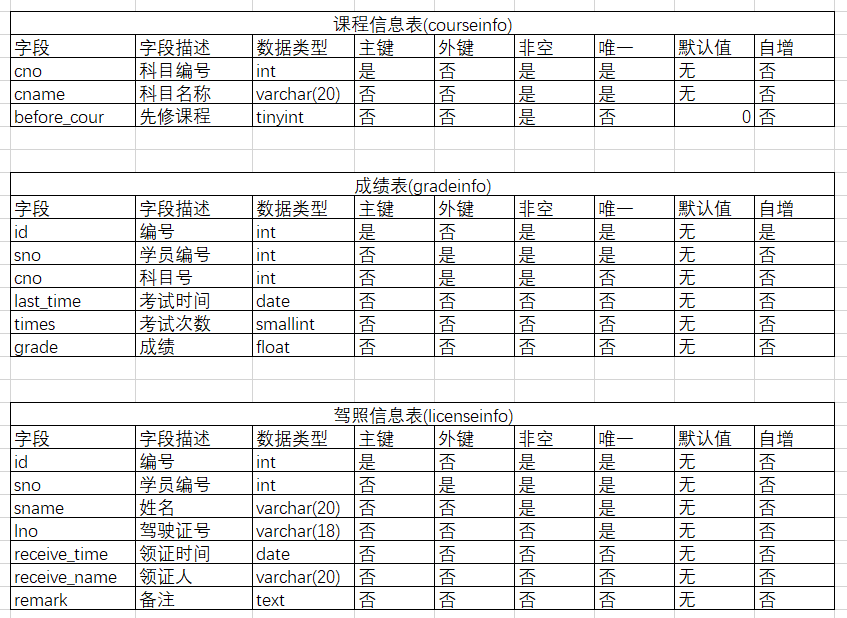 课程信息表(courseinfo)
字段 字段描述 数据类型 主键 外键 非空 唯一 默认值 自增
cno 科目编号 int 是 否 是 是 无 否
cname 科目名称 varchar(20) 否 否 是 是 无 否
before_cour 先修课程 tinyint 否 否 是 否 0 否
成绩表(gradeinfo)
字段 字段描述 数据类型 主键 外键 非空 唯一 默认值 自增
id 编号 int 是 否 是 是 无 是
sno 学员编号 int 否 是 是 是 无 否
cno 科目号 int 否 是 是 否 无 否
last_time 考试时间 date 否 否 否 否 无 否
times 考试次数 smallint 否 否 否 否 无 否
grade 成绩 float 否 否 否 否 无 否
驾照信息表(licenseinfo)
字段 字段描述 数据类型 主键 外键 非空 唯一 默认值 自增
id 编号 int 是 否 是 是 无 否
sno 学员编号 int 否 是 是 是 无 否
sname 姓名 varchar(20) 否 否 是 是 无 否
lno 驾驶证号 varchar(18) 否 否 否 是 无 否
receive_time 领证时间 date 否 否 否 否 无 否
receive_name 领证人 varchar(20) 否 否 否 否 无 否
remark 备注 text 否 否 否 否 无 否